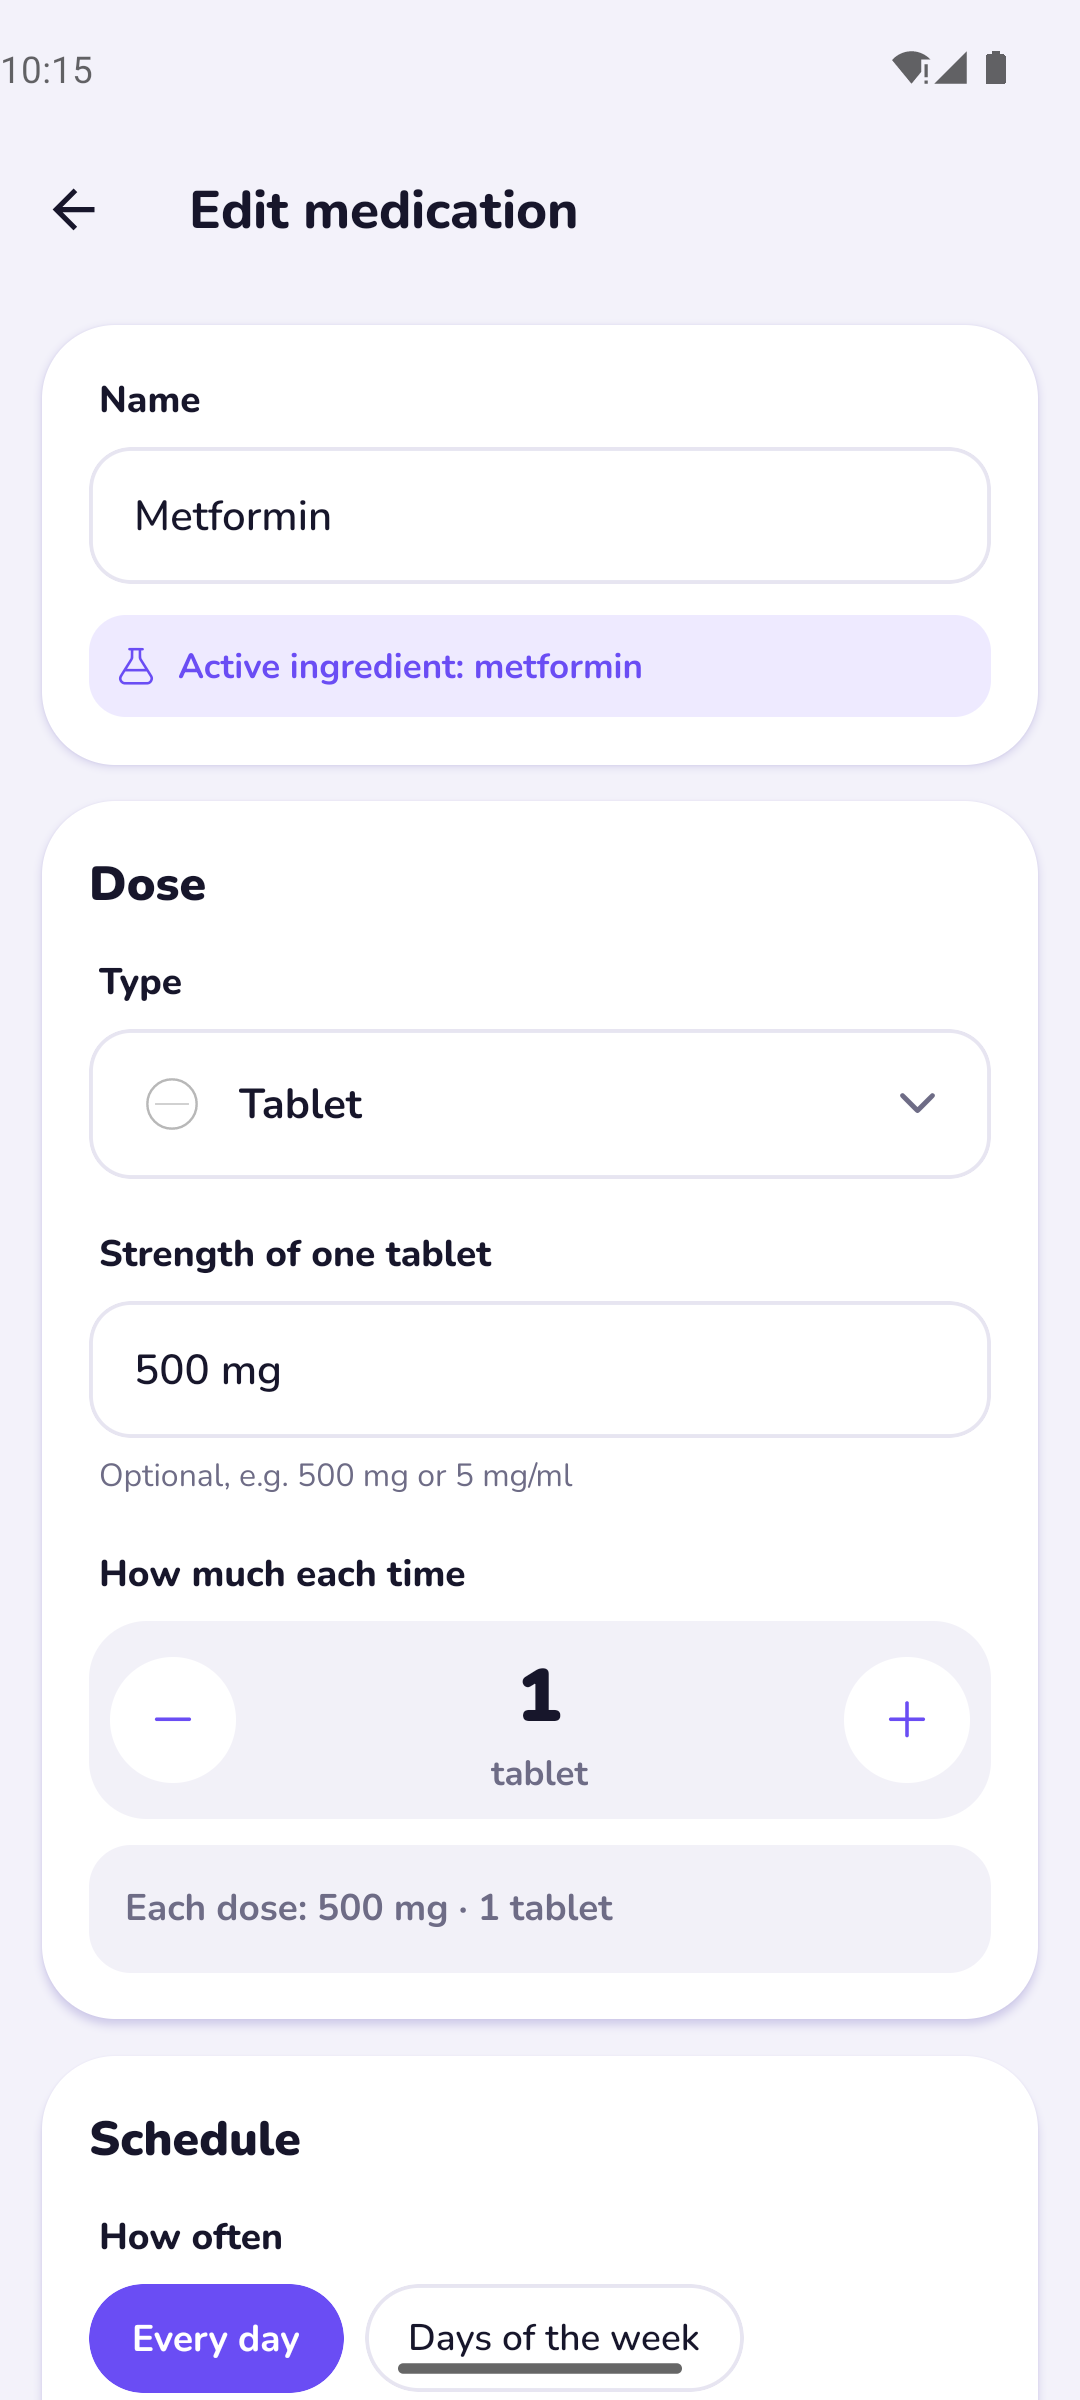 10:15
Edit medication
Name
Metformin
Active ingredient: metformin
Dose
Type
Tablet
Strength of one tablet
500 mg
Optional, e.g. 500 mg or 5 mg/ml
How much each time
1
tablet
Each dose: 500 mg · 1 tablet
Schedule
How often
Every day
Days of the week